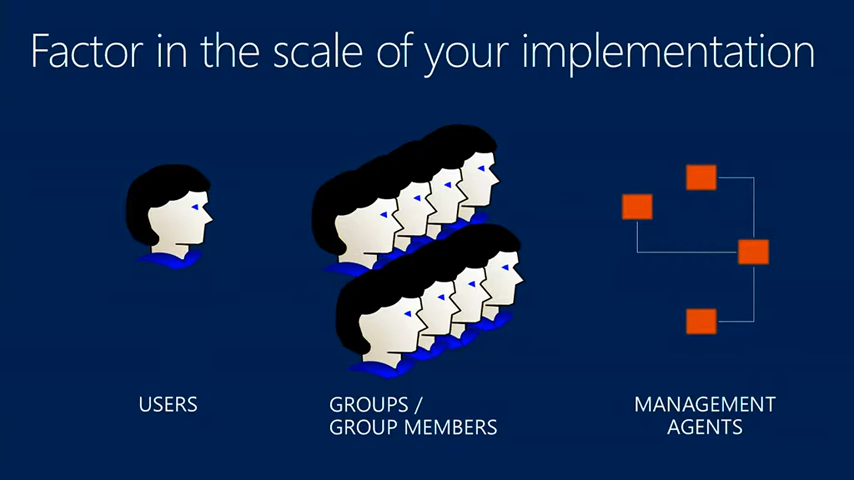 Factor in the scale of your implementation
USERS
GROUPS /
GROUP MEMBERS
MANAGEMENT
AGENTS